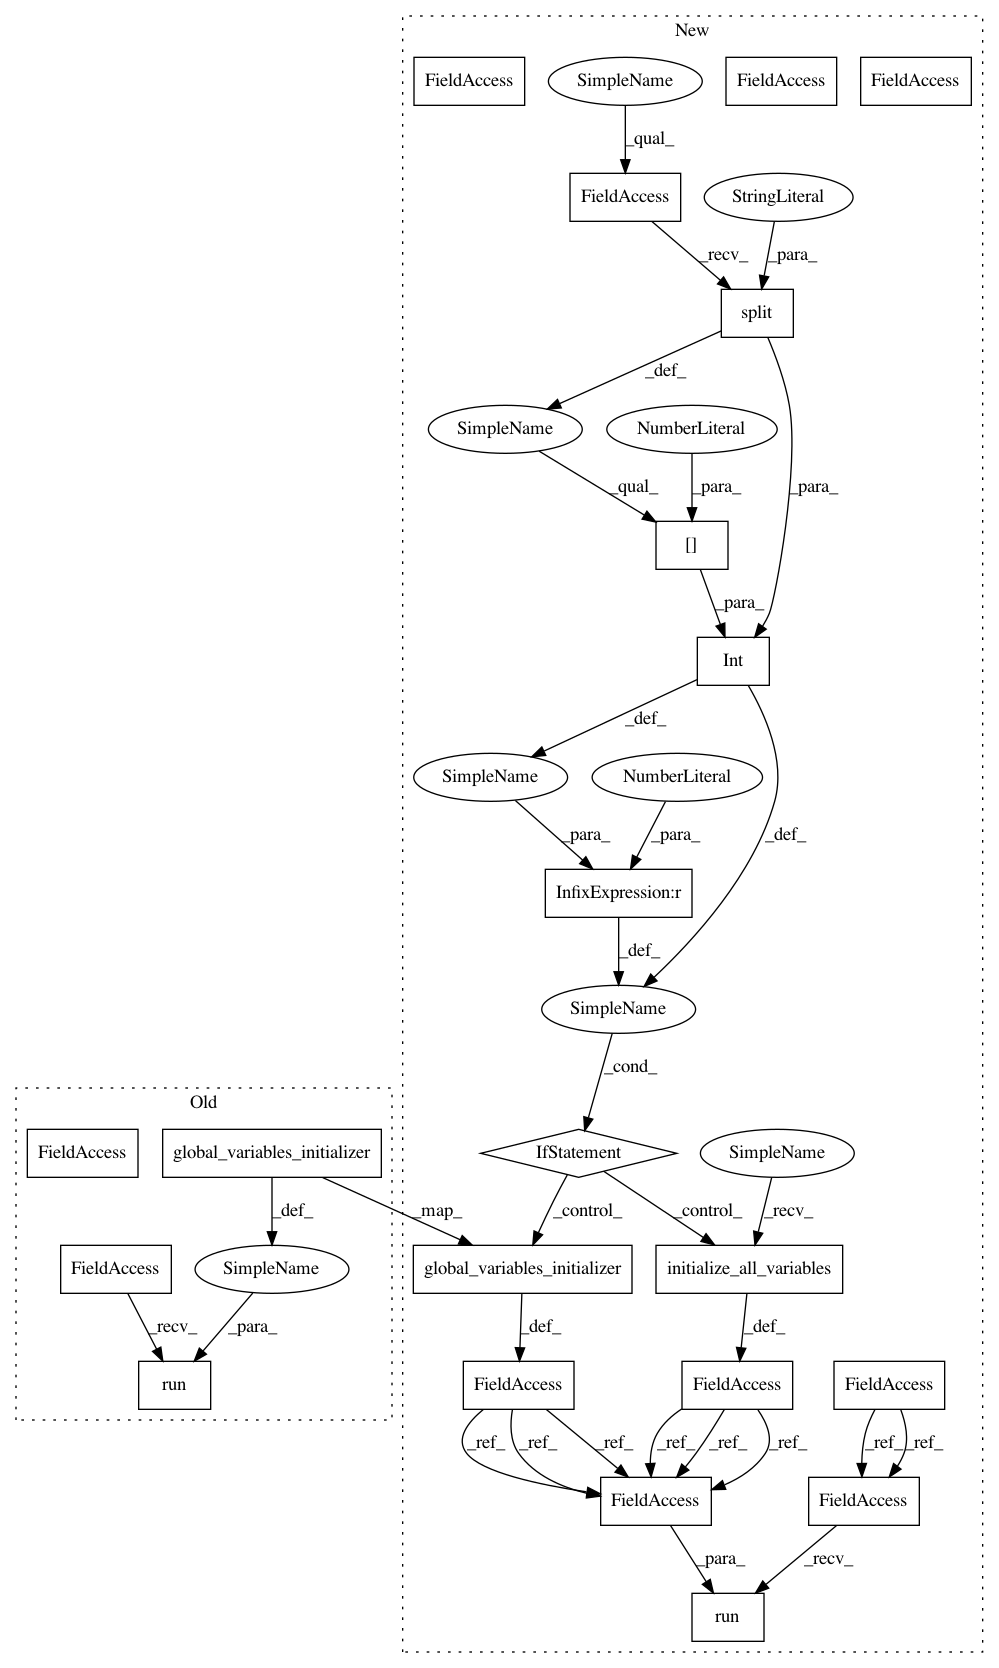 New
FieldAccess
SimpleName
FieldAccess
FieldAccess
_qual_
FieldAccess
StringLiteral
_recv_
_para_
split
_def_
SimpleName
NumberLiteral
_qual_
_para_
_para_
[]
_para_
Int
_def_
SimpleName
NumberLiteral
_para_
_para_
_def_
InfixExpression:r
_def_
SimpleName
_cond_
Old
FieldAccess
global_variables_initializer
IfStatement
SimpleName
_def_
_map_
_control_
_control_
_recv_
FieldAccess
SimpleName
global_variables_initializer
initialize_all_variables
_recv_
_para_
_def_
_def_
run
FieldAccess
FieldAccess
FieldAccess
_ref_
_ref_
_ref_
_ref_
_ref_
_ref_
_ref_
_ref_
FieldAccess
FieldAccess
_para_
_recv_
run